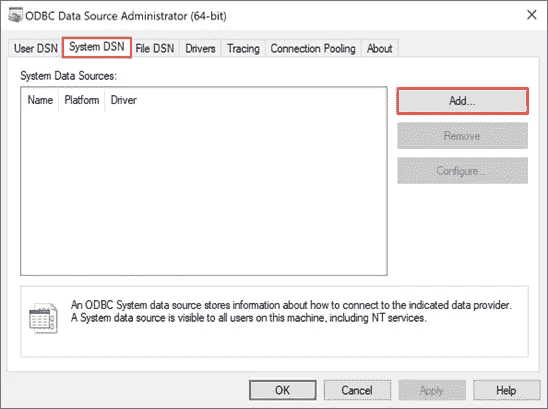 ODBC Data Source Administrator (64-bit)
User DSN System DSN File DSN Drivers Tracing Connection Pooling About
System Data Sources:
Name Platform Driver
Add...
Remove
Configure...
An ODBC System data source stores information about how to connect to the indicated data provider.
A System data source is visible to all users on this machine, including NT services.
OK Cancel Apply Help